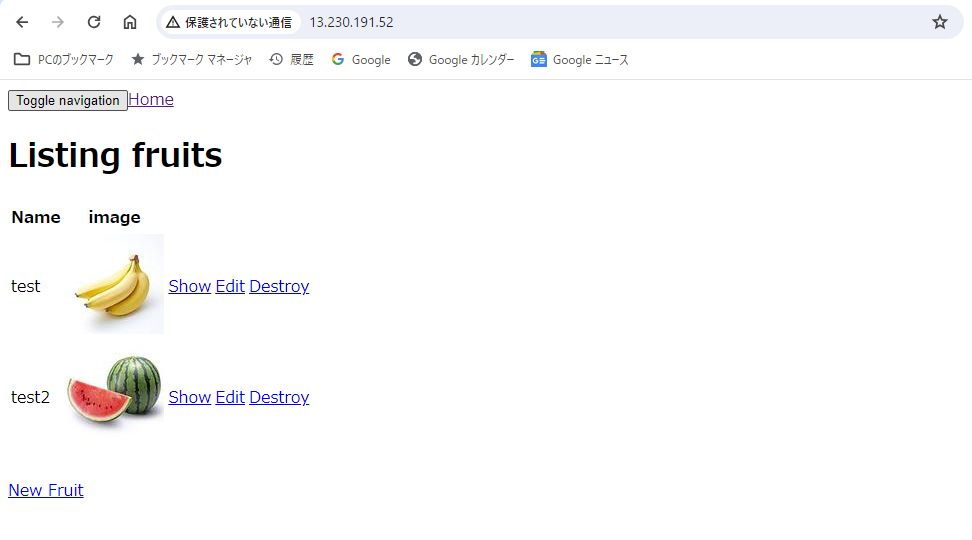 保護されていない通信 13.230.191.52
PCのブックマーク ブックマーク マネージャ 履歴 Google Google カレンダー Google ニュース
Toggle navigation Home
Listing fruits
Name image
test Show Edit Destroy
test2 Show Edit Destroy
New Fruit